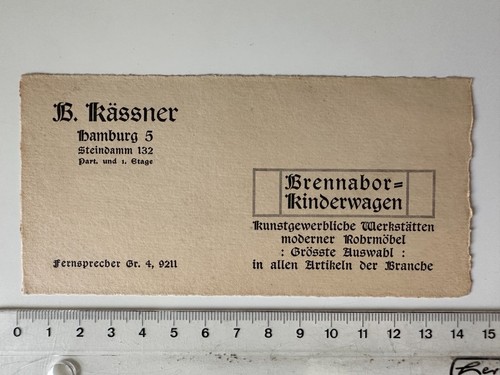 B. Kässner
Hamburg 5
Steindamm 132
Part. und 1. Etage
Brennabor=
Kinderwagen
Kunstgewerbliche Werkstätten
moderner Rohrmöbel
: Grösste Auswahl :
in allen Artikeln der Branche
Fernsprecher Gr. 4, 9211
0 1 2 3 4 5 6 7 8 9 10 11 12 13 14 15